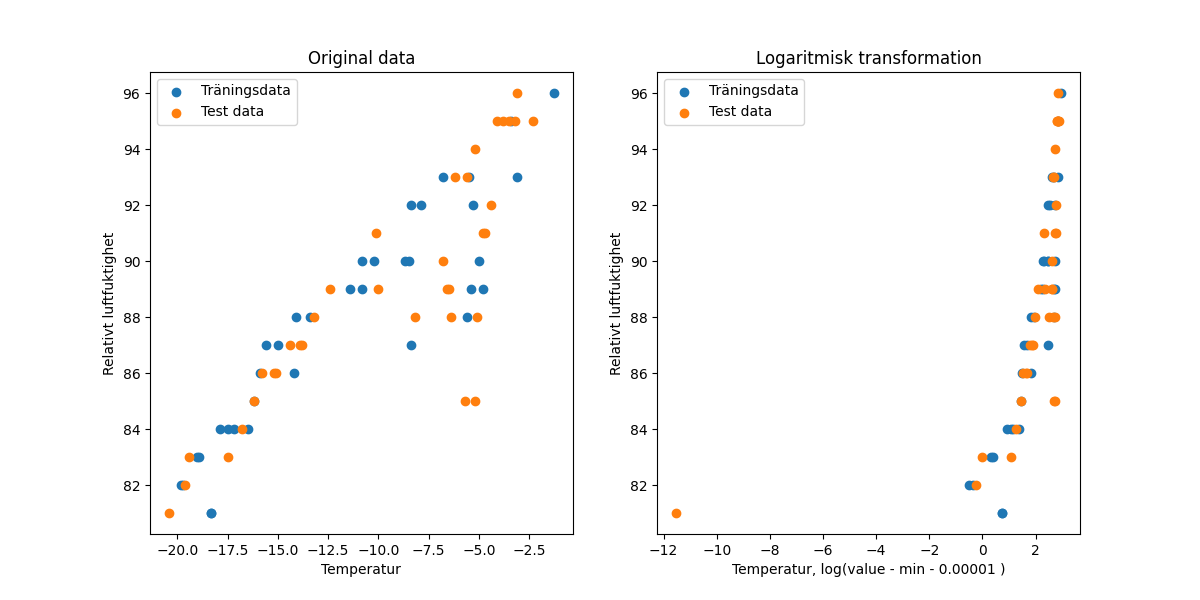 Original data
Träningsdata
Test data
Relativt luftfuktighet
96
94
92
90
88
86
84
82
−20.0 −17.5 −15.0 −12.5 −10.0 −7.5 −5.0 −2.5
Temperatur
Logaritmisk transformation
Träningsdata
Test data
Relativt luftfuktighet
96
94
92
90
88
86
84
82
−12 −10 −8 −6 −4 −2 0 2
Temperatur, log(value - min - 0.00001 )